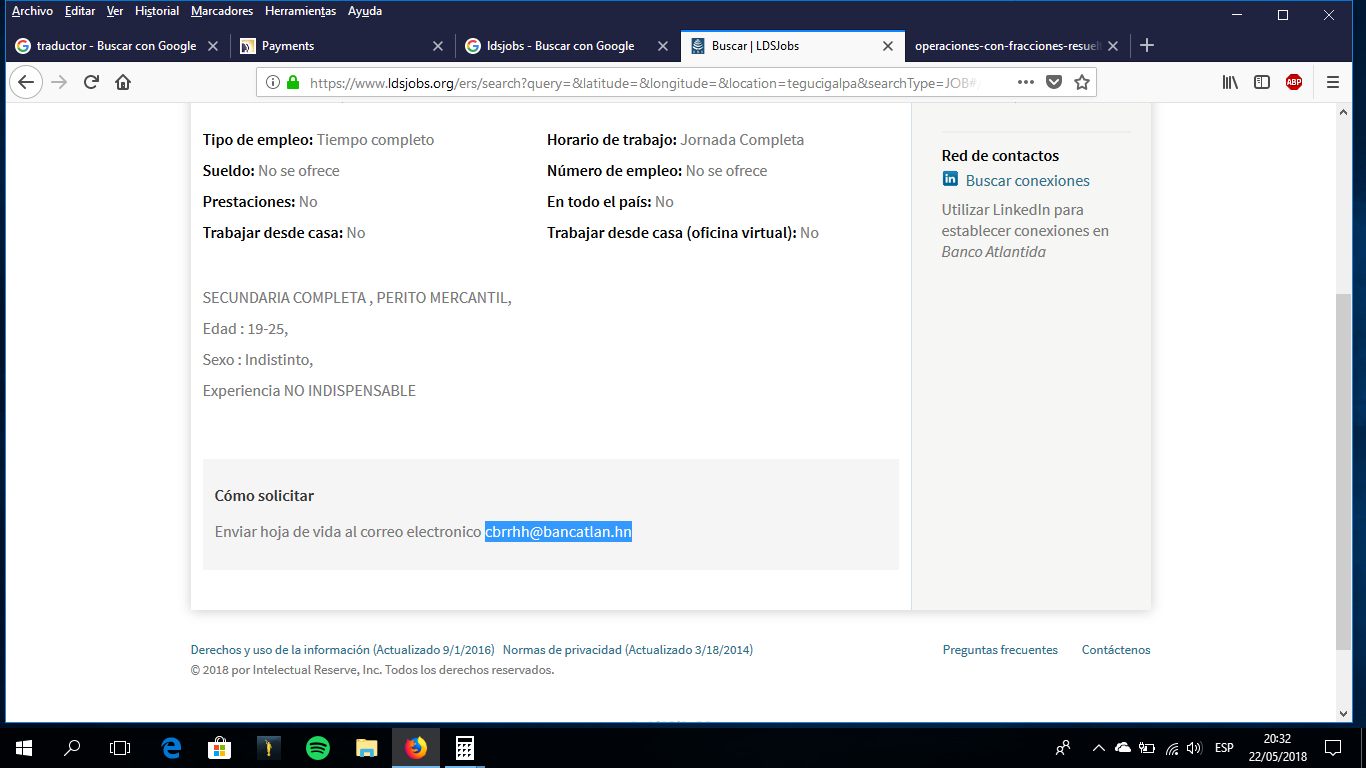 Archivo Editar Ver Historial Marcadores Herramientas Ayuda
traductor - Buscar con Google
Payments
ldsjobs - Buscar con Google
Buscar | LDSJobs
operaciones-con-fracciones-resuelt
https://www.ldsjobs.org/ers/search?query=&latitude=&longitude=&location=tegucigalpa&searchType=JOB#
ABP
Tipo de empleo: Tiempo completo
Horario de trabajo: Jornada Completa
Sueldo: No se ofrece
Número de empleo: No se ofrece
Prestaciones: No
En todo el país: No
Trabajar desde casa: No
Trabajar desde casa (oficina virtual): No
SECUNDARIA COMPLETA , PERITO MERCANTIL,
Edad : 19-25,
Sexo : Indistinto,
Experiencia NO INDISPENSABLE
Cómo solicitar
Enviar hoja de vida al correo electronico cbrrhh@bancatlan.hn
Red de contactos
in Buscar conexiones
Utilizar LinkedIn para
establecer conexiones en
Banco Atlantida
Derechos y uso de la información (Actualizado 9/1/2016) Normas de privacidad (Actualizado 3/18/2014)
Preguntas frecuentes Contáctenos
© 2018 por Intelectual Reserve, Inc. Todos los derechos reservados.
ESP
20:32
22/05/2018